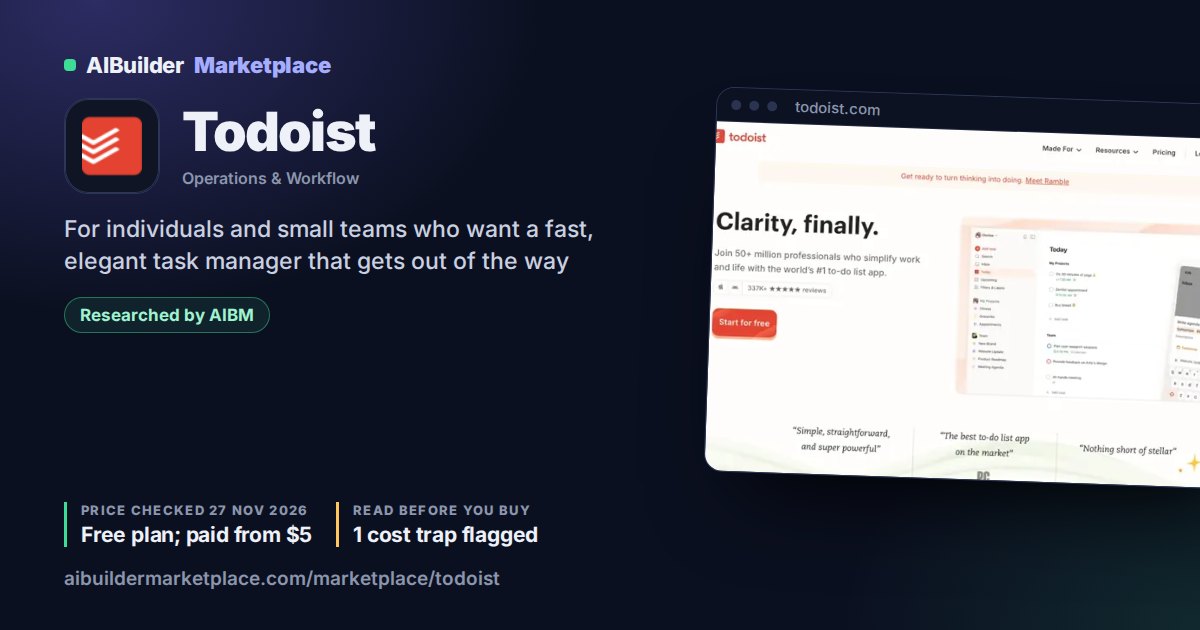 AIBuilder Marketplace
Todoist
Operations & Workflow
For individuals and small teams who want a fast,
elegant task manager that gets out of the way
Researched by AIBM
PRICE CHECKED 27 NOV 2026
Free plan; paid from $5
READ BEFORE YOU BUY
1 cost trap flagged
aibuildermarketplace.com/marketplace/todoist
todoist.com
todoist
Made For
Resources
Pricing
Get ready to turn thinking into doing. Meet Ramble
Clarity, finally.
Join 50+ million professionals who simplify work
and life with the world's #1 to-do list app.
337K+ ★★★★★ reviews
Start for free
Today
My Projects
Team
"Simple, straightforward,
and super powerful"
"The best to-do list app
on the market"
"Nothing short of stellar"